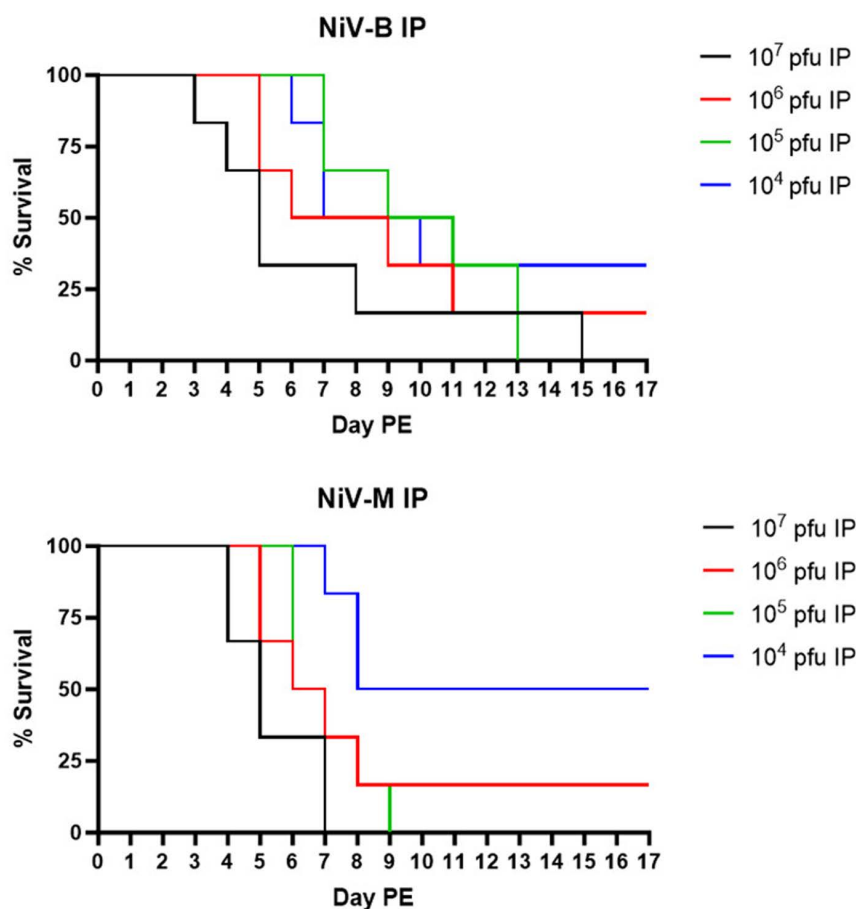 NiV-B IP
10⁷ pfu IP
10⁶ pfu IP
10⁵ pfu IP
10⁴ pfu IP
% Survival
100
75
50
25
0
0 1 2 3 4 5 6 7 8 9 10 11 12 13 14 15 16 17
Day PE
NiV-M IP
10⁷ pfu IP
10⁶ pfu IP
10⁵ pfu IP
10⁴ pfu IP
% Survival
100
75
50
25
0
0 1 2 3 4 5 6 7 8 9 10 11 12 13 14 15 16 17
Day PE